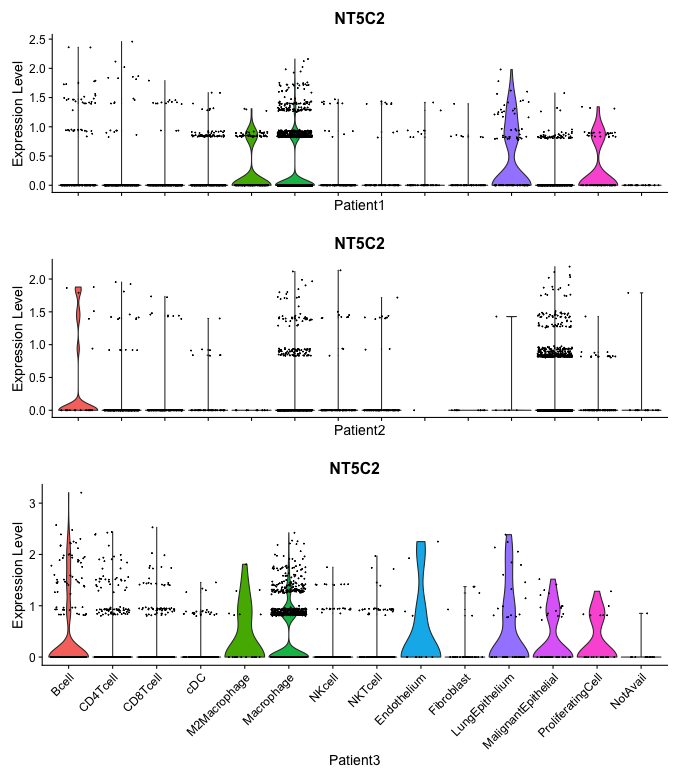 NT5C2
Expression Level
2.5
2.0
1.5
1.0
0.5
0.0
Patient1
NT5C2
Expression Level
2.0
1.5
1.0
0.5
0.0
Patient2
NT5C2
Expression Level
3
2
1
0
Bcell
CD4Tcell
CD8Tcell
cDC
M2Macrophage
Macrophage
NKcell
NKTcell
Endothelium
Fibroblast
LungEpithelium
MalignantEpithelial
ProliferatingCell
NotAvail
Patient3